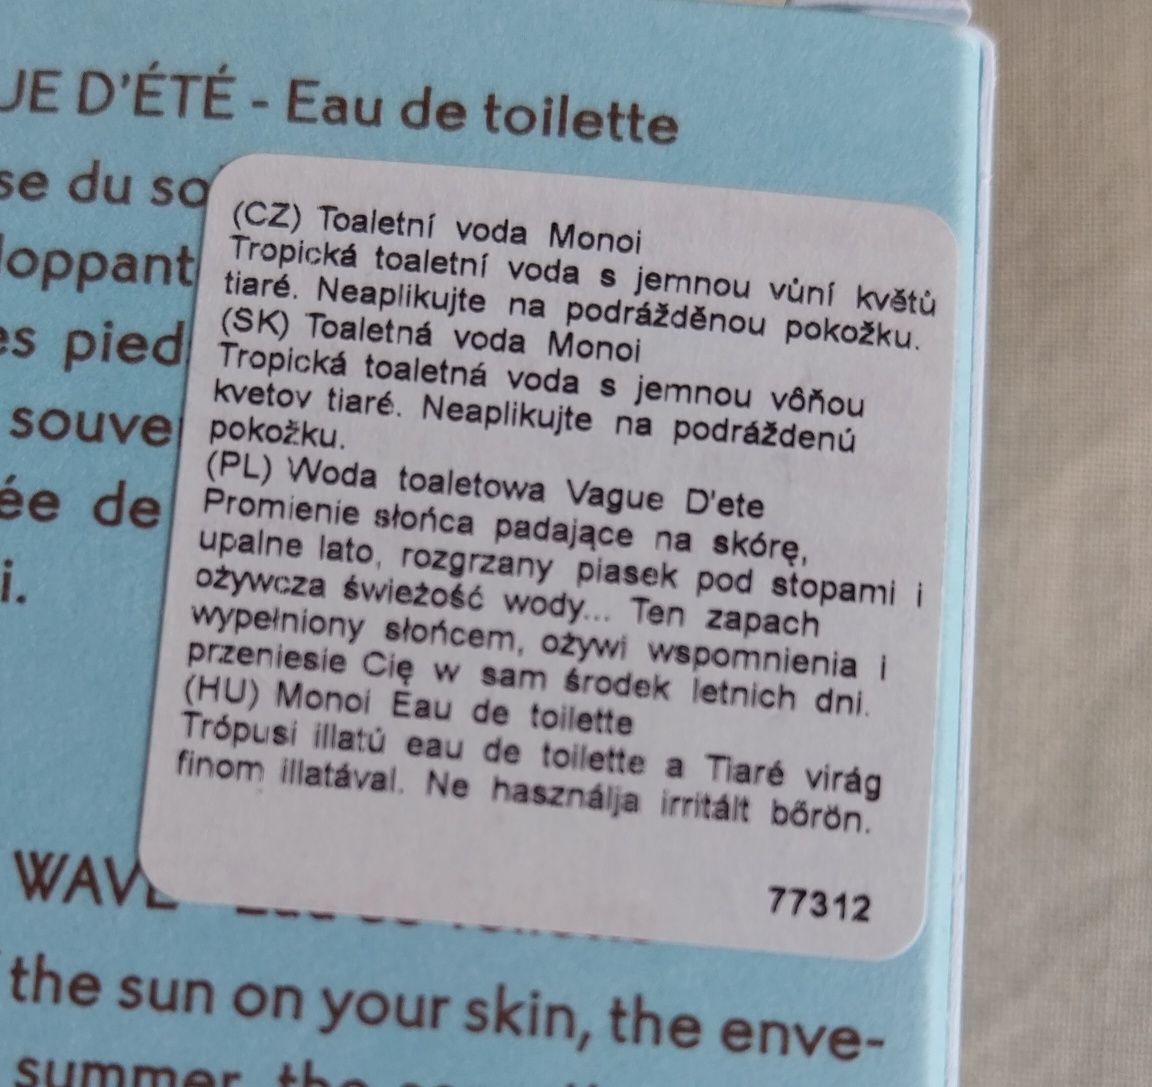 UE D'ÉTÉ - Eau de toilette
se du so
loppant
es pied
souve
ée de
i.
(CZ) Toaletní voda Monoi
Tropická toaletní voda s jemnou vůní květů
tiaré. Neaplikujte na podrážděnou pokožku.
(SK) Toaletná voda Monoi
Tropická toaletná voda s jemnou vôňou
kvetov tiaré. Neaplikujte na podráždenú
pokožku.
(PL) Woda toaletowa Vague D'ete
Promienie słońca padające na skórę,
upalne lato, rozgrzany piasek pod stopami i
ożywcza świeżość wody... Ten zapach
wypełniony słońcem, ożywi wspomnienia i
przeniesie Cię w sam środek letnich dni.
(HU) Monoi Eau de toilette
Trópusi illatú eau de toilette a Tiaré virág
finom illatával. Ne használja irritált bőrön.
77312
WAVE
the sun on your skin, the enve-
summer, the